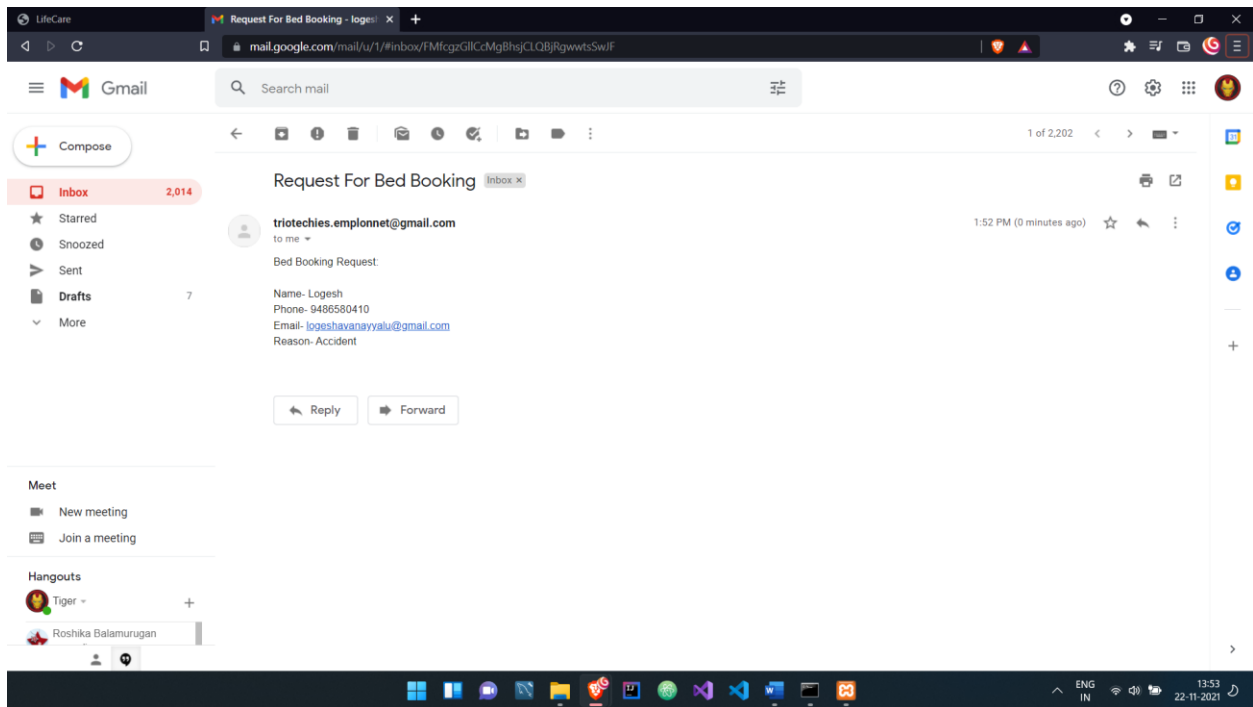 LifeCare
Request For Bed Booking - loges
mail.google.com/mail/u/1/#inbox/FMfcgzGllCcMgBhsjCLQBjRgwwtsSwJF
Gmail
Search mail
Compose
1 of 2,202
Inbox 2,014
Starred
Snoozed
Sent
Drafts 7
More
Request For Bed Booking Inbox ×
triotechies.emplonnet@gmail.com 1:52 PM (0 minutes ago)
to me
Bed Booking Request:
Name- Logesh
Phone- 9486580410
Email- logeshavanayyalu@gmail.com
Reason- Accident
Reply Forward
Meet
New meeting
Join a meeting
Hangouts
Tiger
Roshika Balamurugan
31
ENG
IN
13:53
22-11-2021